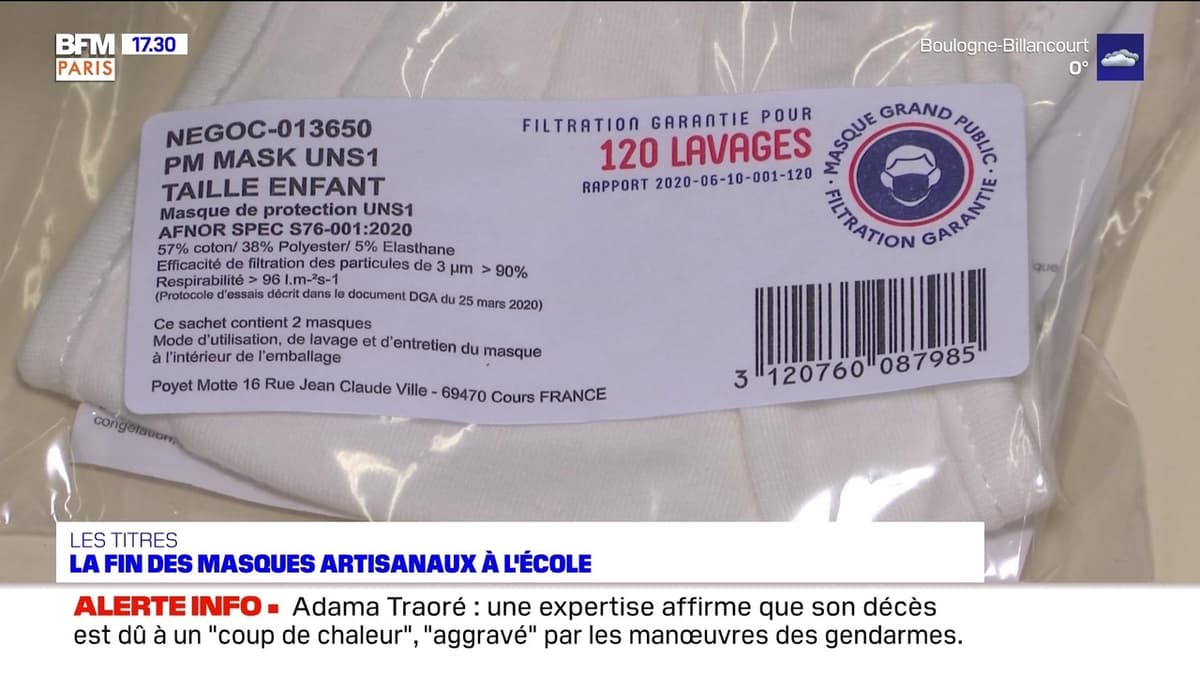 BFM 17.30
PARIS
Boulogne-Billancourt
0°
NEGOC-013650
PM MASK UNS1
TAILLE ENFANT
Masque de protection UNS1
AFNOR SPEC S76-001:2020
57% coton/ 38% Polyester/ 5% Elasthane
Efficacité de filtration des particules de 3 µm > 90%
Respirabilité > 96 l.m-²s-1
(Protocole d'essais décrit dans le document DGA du 25 mars 2020)
Ce sachet contient 2 masques
Mode d'utilisation, de lavage et d'entretien du masque
à l'intérieur de l'emballage
Poyet Motte 16 Rue Jean Claude Ville - 69470 Cours FRANCE
FILTRATION GARANTIE POUR
120 LAVAGES
RAPPORT 2020-06-10-001-120
MASQUE GRAND PUBLIC
FILTRATION GARANTIE
3 120760 087985
que
congélation,
LES TITRES
LA FIN DES MASQUES ARTISANAUX À L'ÉCOLE
ALERTE INFO Adama Traoré : une expertise affirme que son décès
est dû à un "coup de chaleur", "aggravé" par les manœuvres des gendarmes.